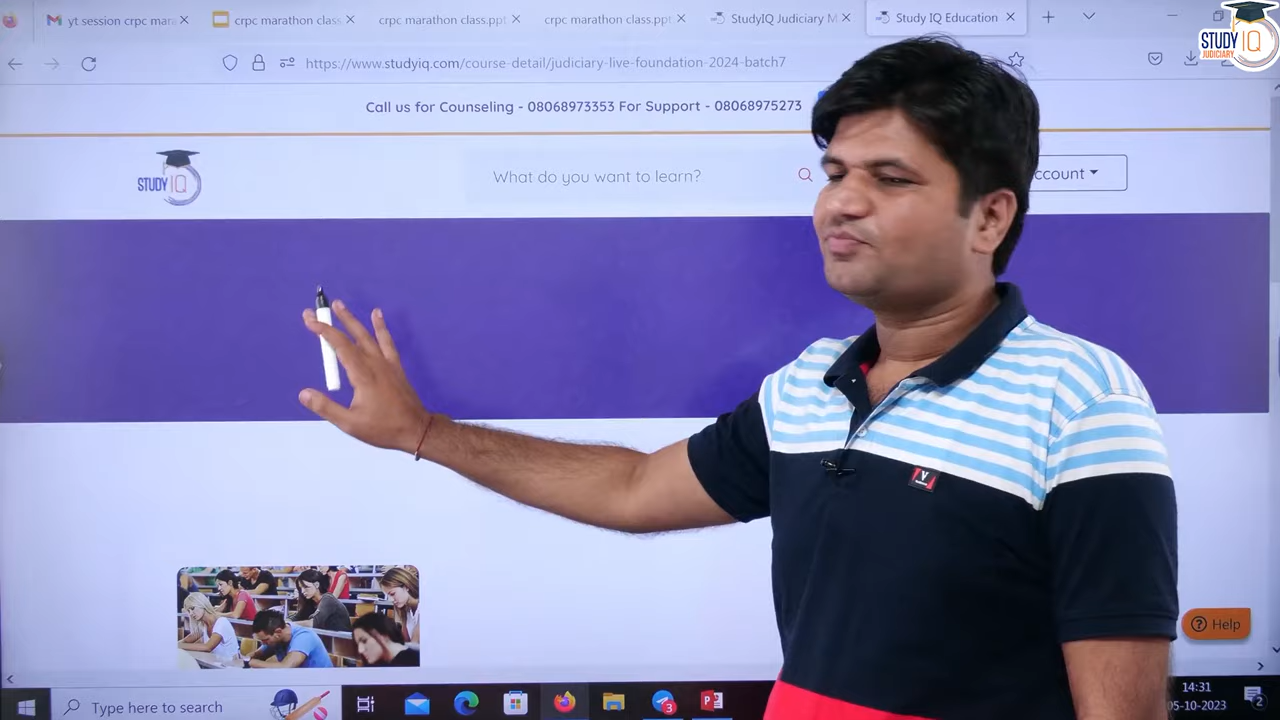 yt session crpc mara
crpc marathon class
crpc marathon class.ppt
crpc marathon class.ppt
StudyIQ Judiciary M
Study IQ Education
STUDY IQ
JUDICIARY
https://www.studyiq.com/course
al/judiciary-live-foundation-2024-batch7
Call us for Counseling - 08068973353 For Support - 08068975273
STUDY IQ
What do you want to learn?
ccount
Help
Type here to search
3
14:31
05-10-2023
2
V